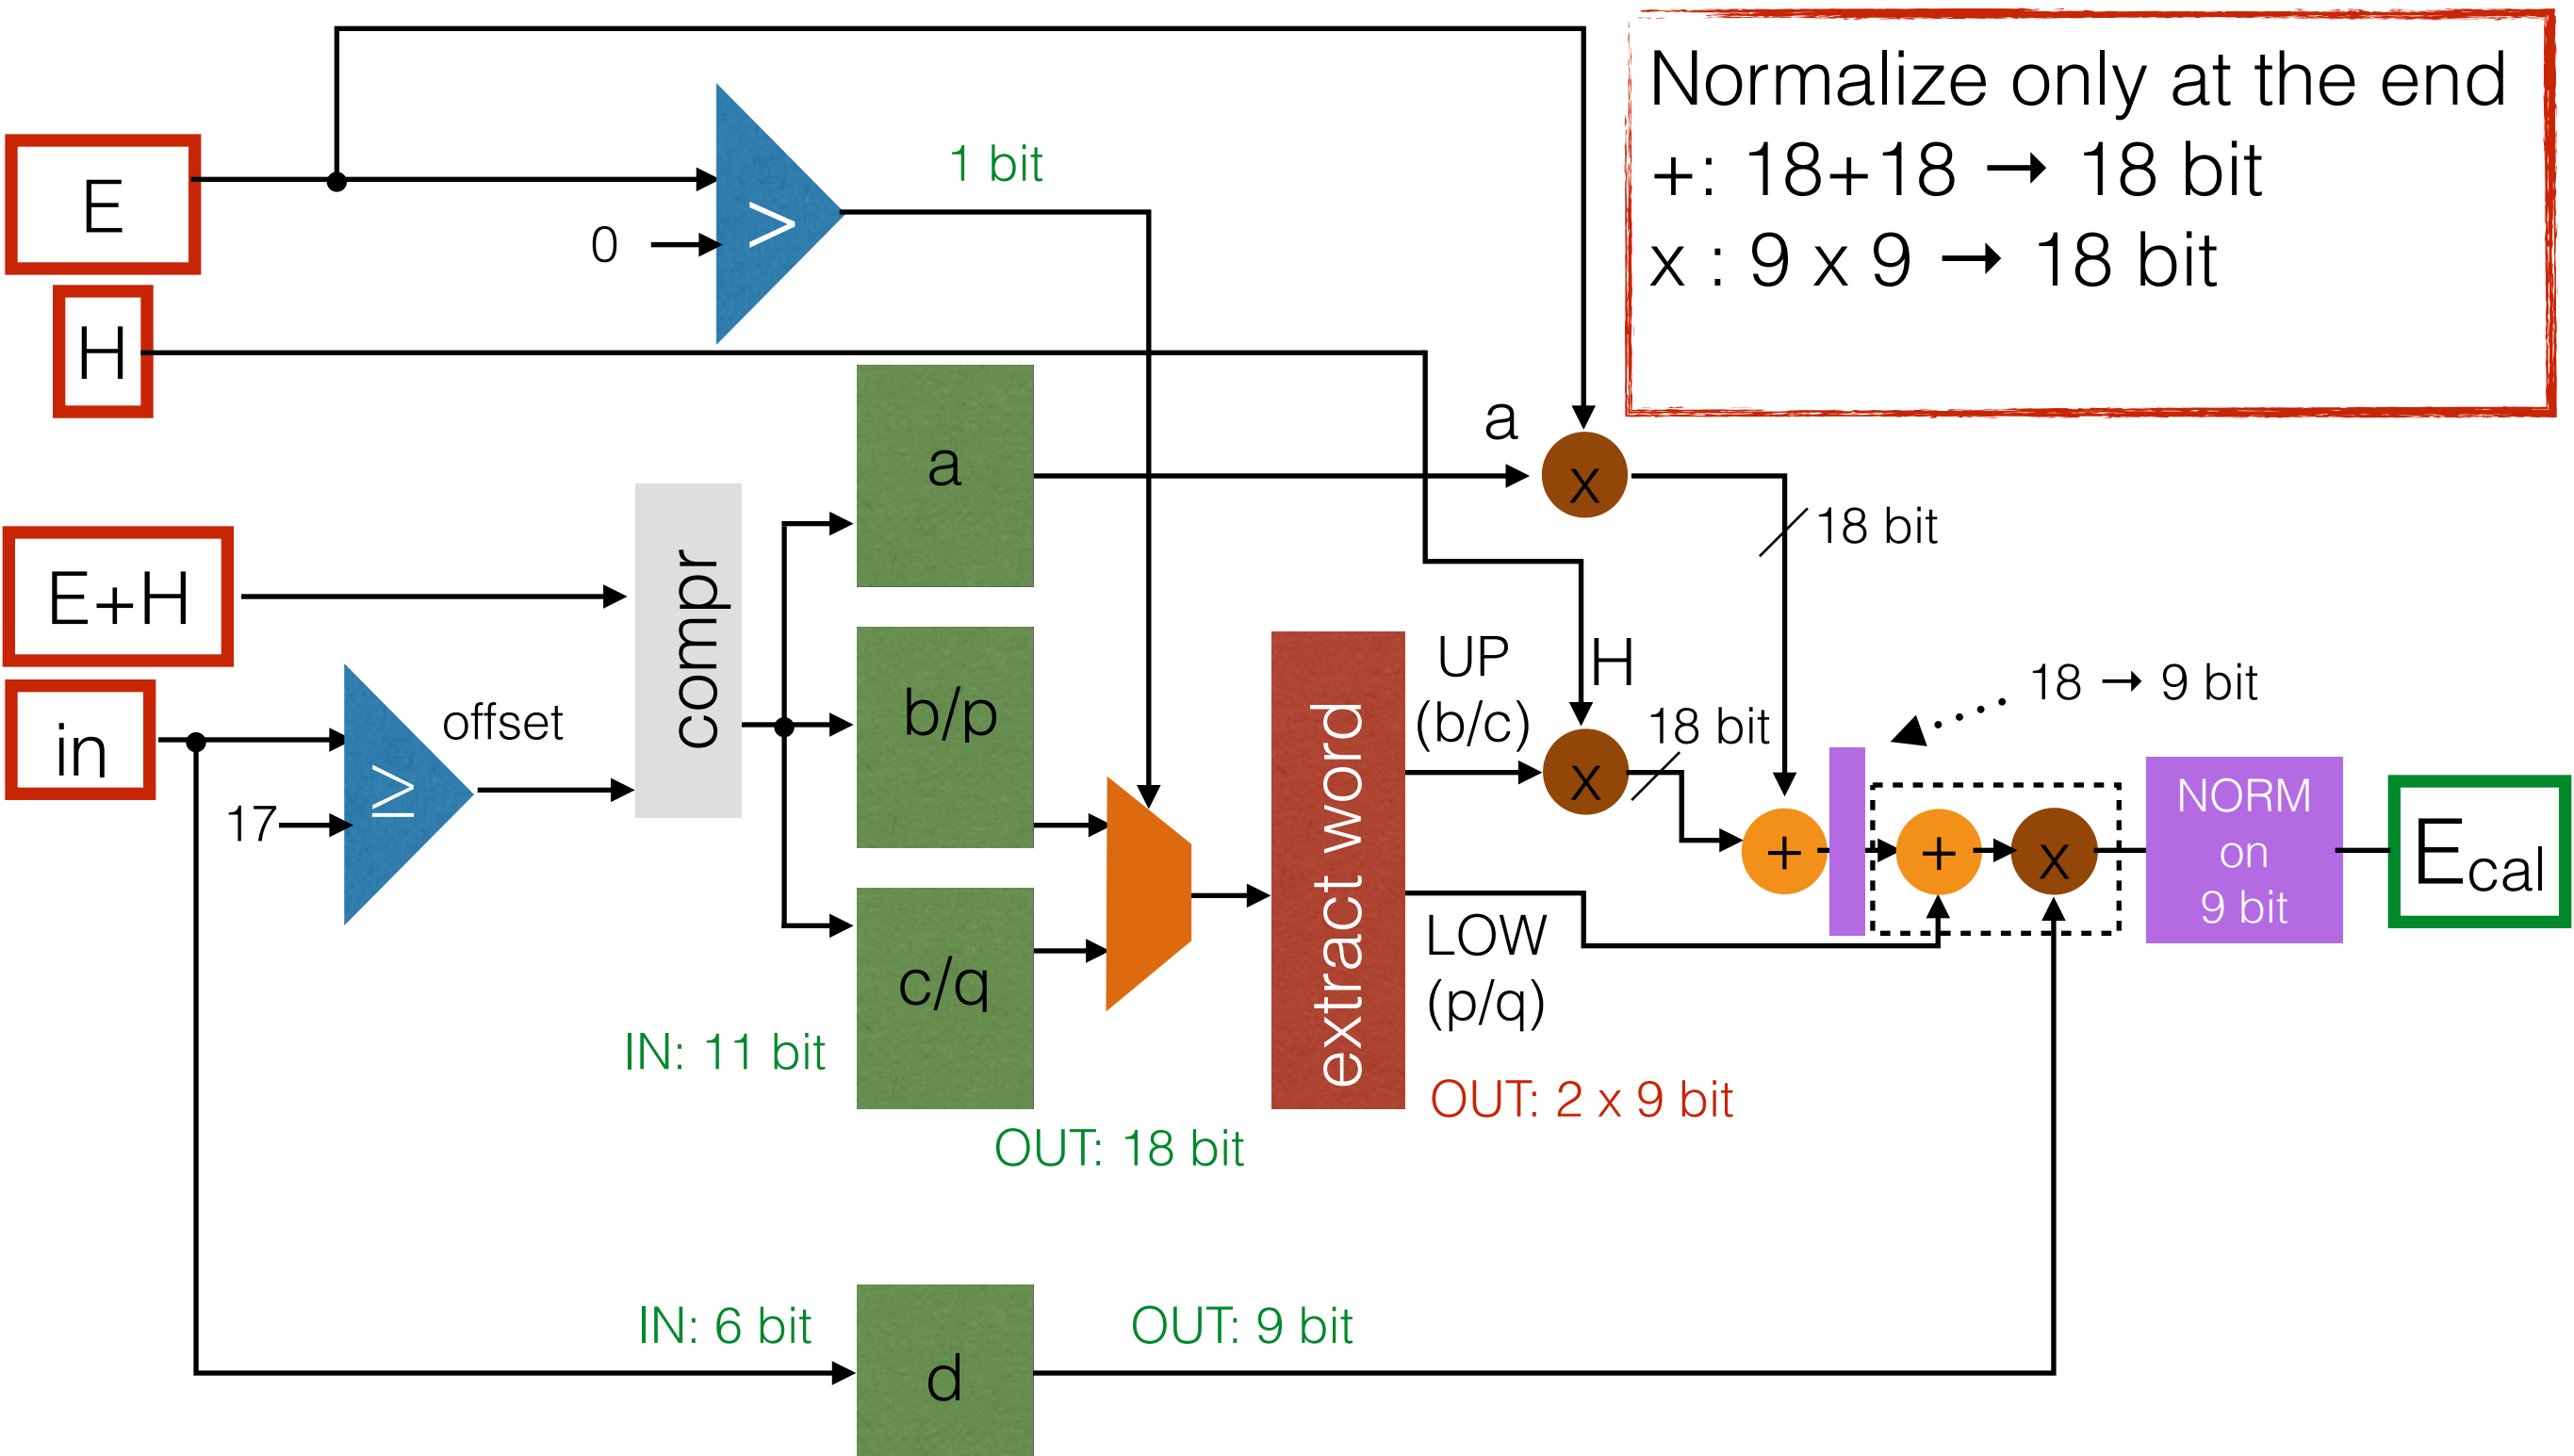 Normalize only at the end
+: 18+18 → 18 bit
x : 9 x 9 → 18 bit
E
1 bit
>
0
H
a
a
x
18 bit
E+H
compr
in
offset
≥
17
b/p
c/q
IN: 11 bit
OUT: 18 bit
extract word
UP
(b/c)
H
x
18 bit
LOW
(p/q)
OUT: 2 x 9 bit
18 → 9 bit
+
+
x
NORM
on
9 bit
Ecal
IN: 6 bit
d
OUT: 9 bit